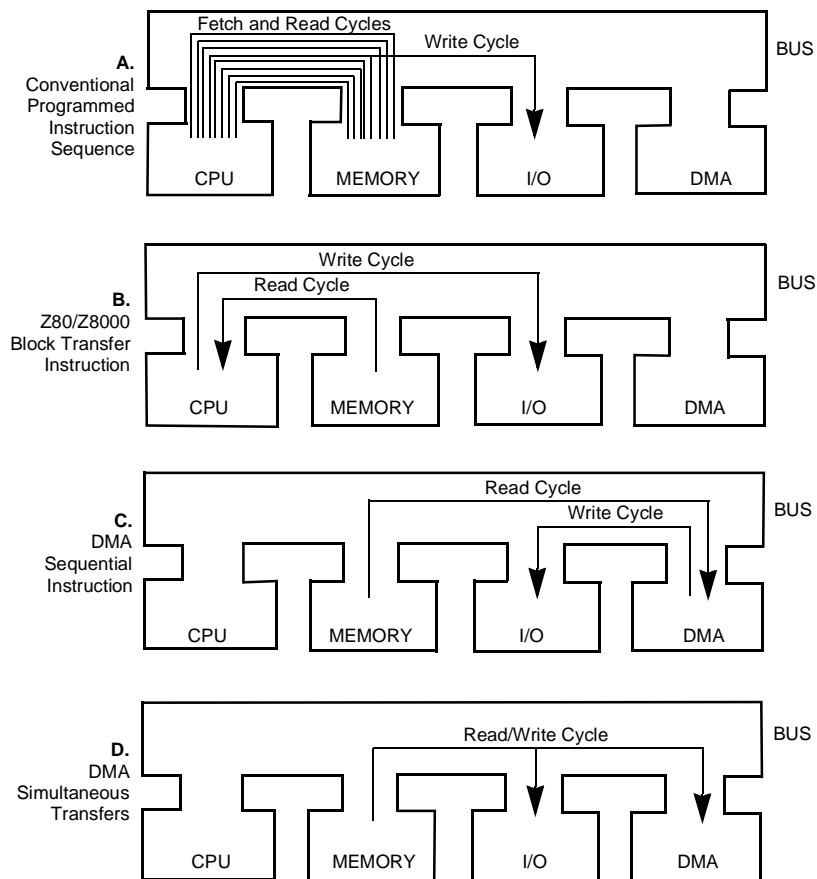 Fetch and Read Cycles
Write Cycle
BUS
A.
Conventional
Programmed
Instruction
Sequence
CPU
MEMORY
I/O
DMA
Write Cycle
Read Cycle
BUS
B.
Z80/Z8000
Block Transfer
Instruction
CPU
MEMORY
I/O
DMA
Read Cycle
Write Cycle
BUS
C.
DMA
Sequential
Instruction
CPU
MEMORY
I/O
DMA
Read/Write Cycle
BUS
D.
DMA
Simultaneous
Transfers
CPU
MEMORY
I/O
DMA